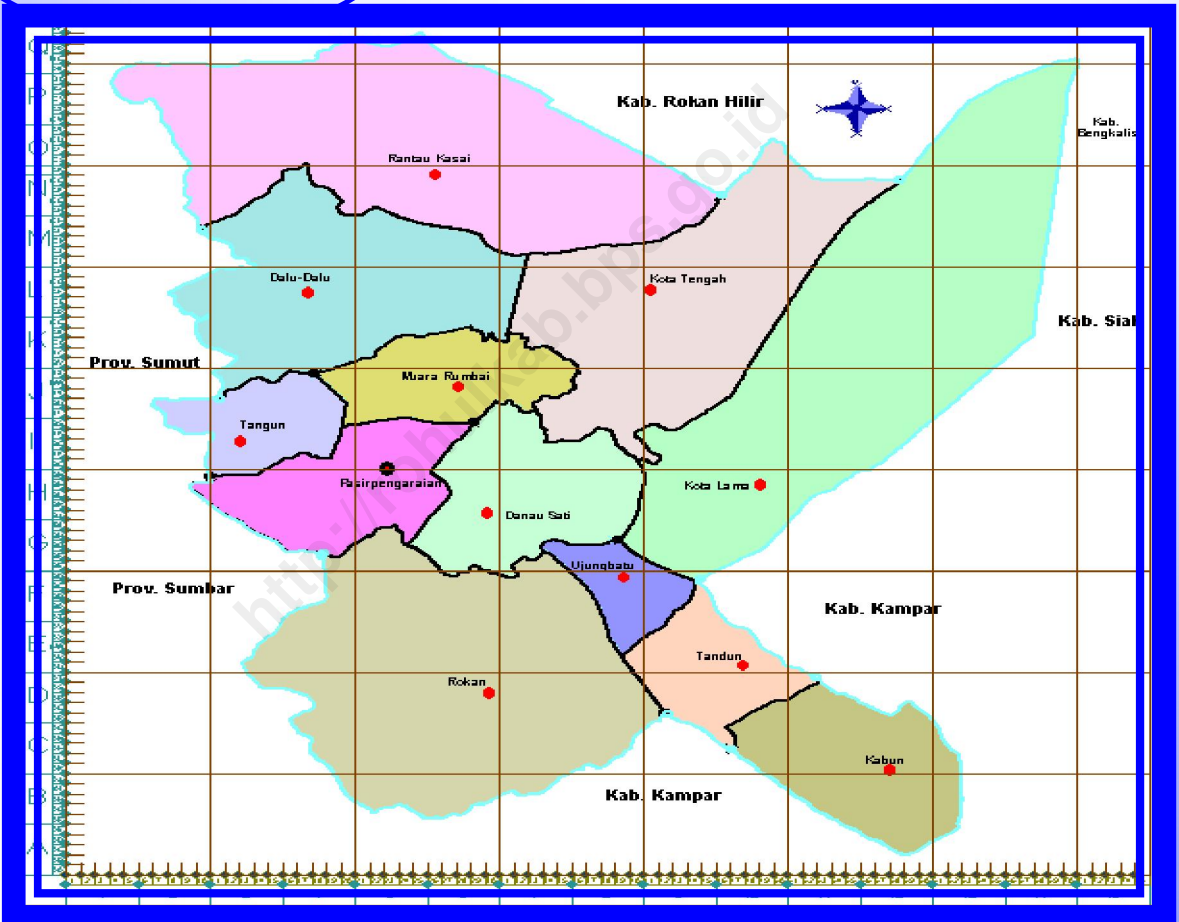 Kab. Rokan Hilir
Kab.
Bengkalis
Rantau Kasai
Dalu-Dalu
Kota Tengah
Kab. Siak
Prov. Sumut
Muara Rumbai
Tangun
Pasirpengaraian
Kota Lama
Danau Sati
Ujungbatu
Prov. Sumbar
Kab. Kampar
Tandun
Rokan
Kabun
Kab. Kampar
Q
P
O
N
M
L
K
J
I
H
G
F
E
D
C
B
A
http://rohulkab.bps.go.id